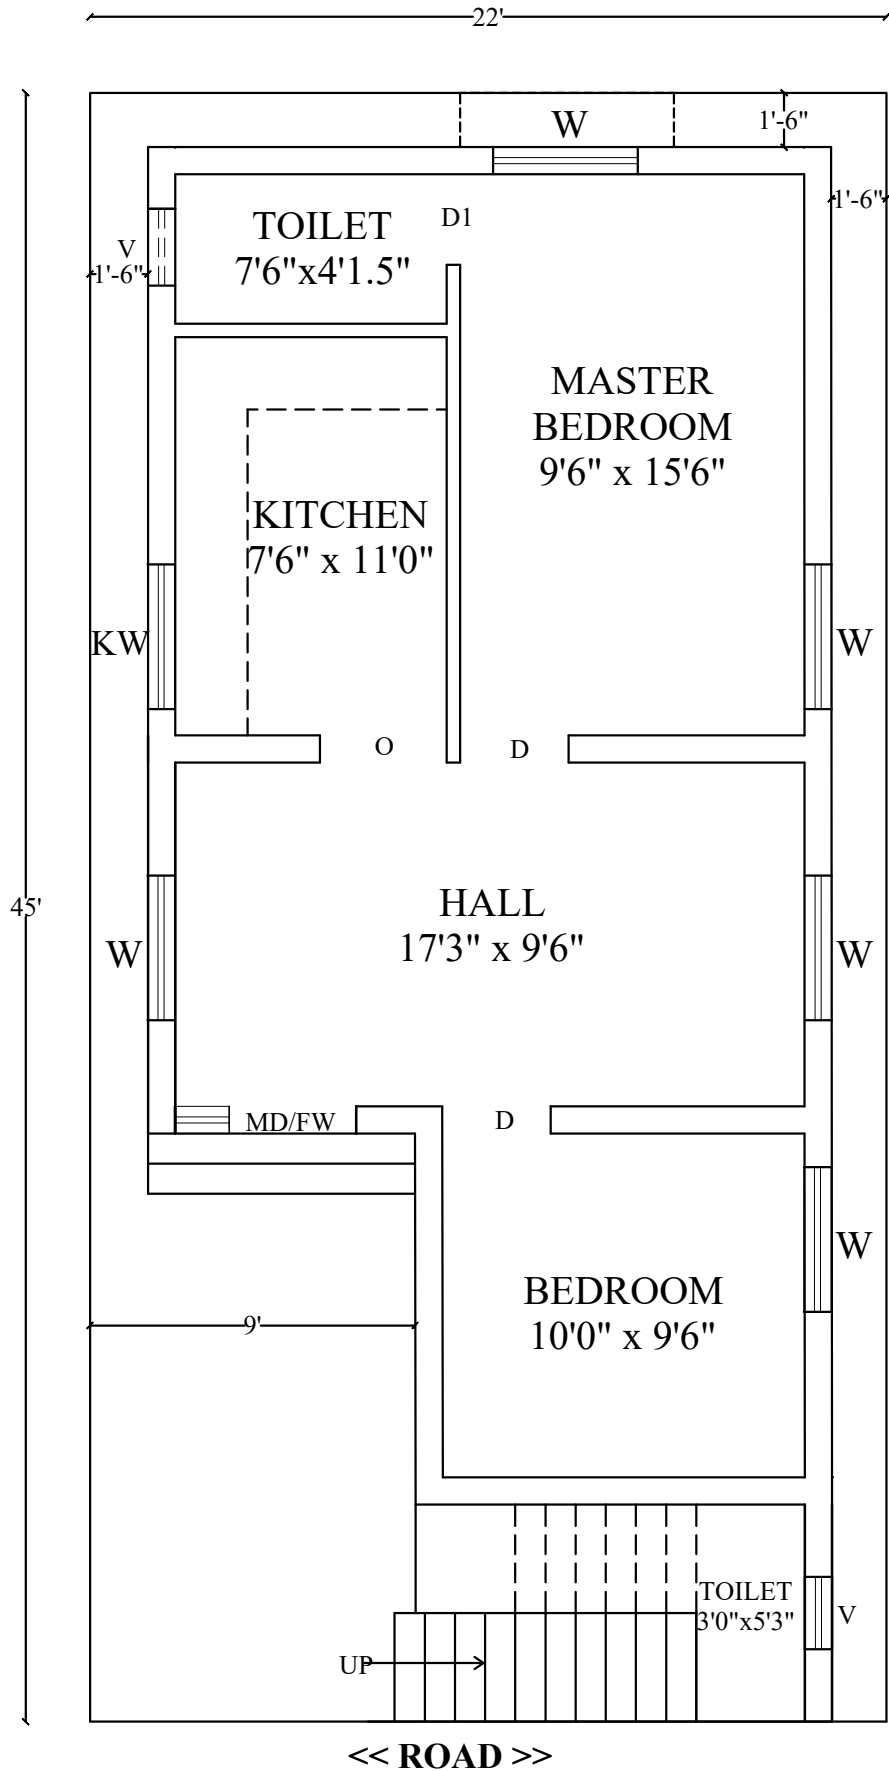 22'
W
1'-6"
1'-6"
D1
TOILET
7'6"x4'1.5"
V
1'-6"
MASTER
BEDROOM
9'6" x 15'6"
KITCHEN
7'6" x 11'0"
KW
W
O
D
45'
HALL
17'3" x 9'6"
W
W
MD/FW
D
W
BEDROOM
10'0" x 9'6"
9'
TOILET
3'0"x5'3"
V
UP
<< ROAD >>